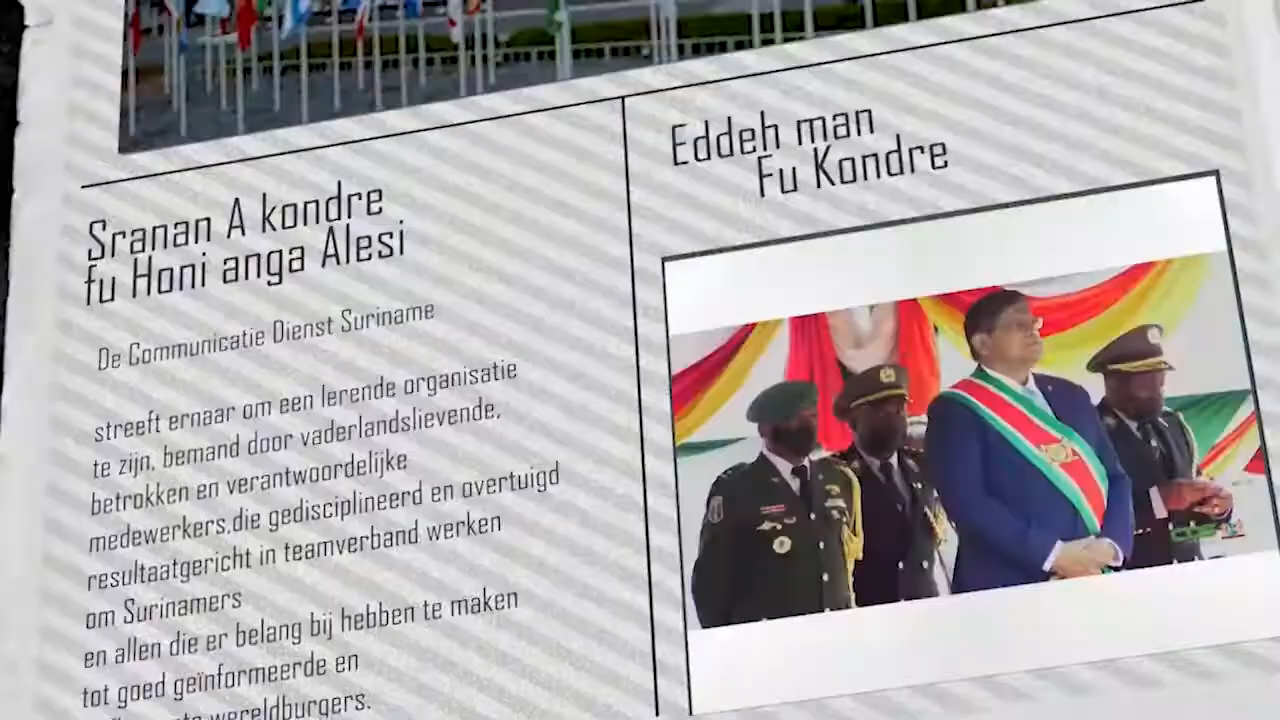 Sranan A kondre
fu Honi anga Alesi
De Communicatie Dienst Suriname
streeft ernaar om een lerende organisatie
te zijn, bemand door vaderlandslievende,
betrokken en verantwoordelijke
medewerkers,die gedisciplineerd en overtuigd
resultaatgericht in teamverband werken
om Surinamers
en allen die er belang bij hebben te maken
tot goed geïnformeerde en
wereldburgers.
Eddeh man
Fu Kondre